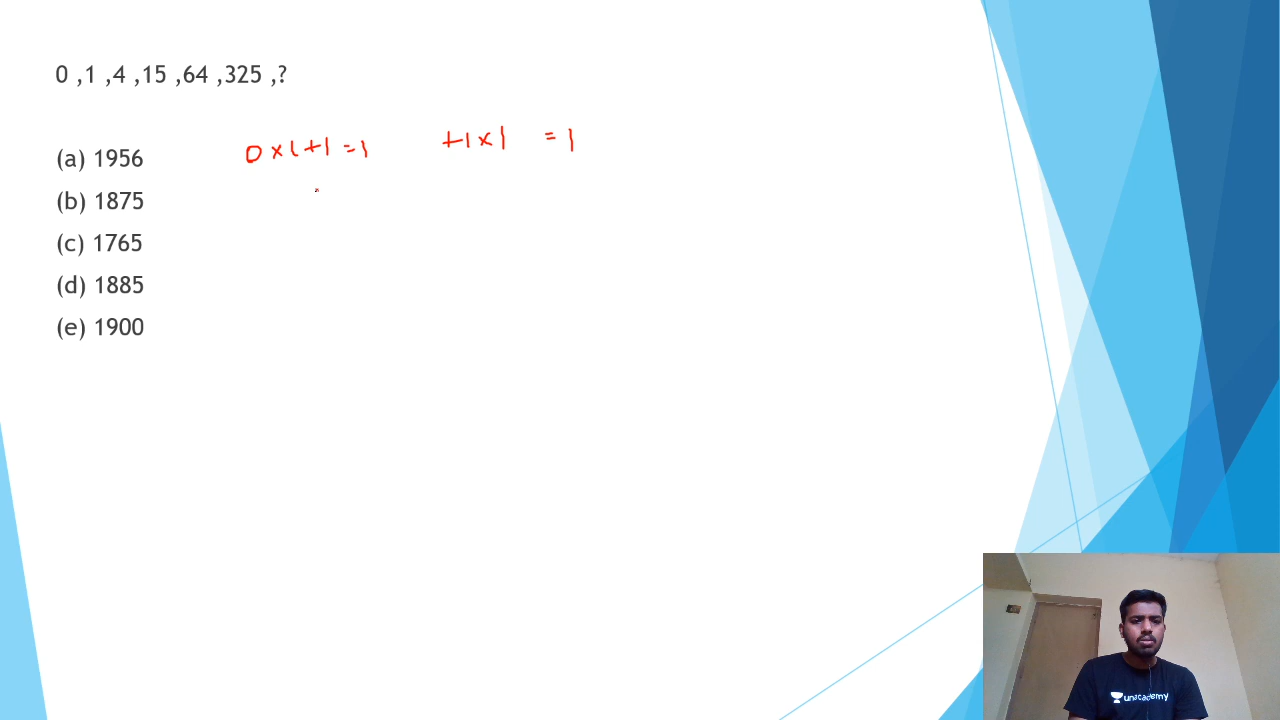 0 ,1 ,4 ,15 ,64 ,325 ,?
(a) 1956
0 x 1 + 1 = 1
+1 x 1 = 1
(b) 1875
(c) 1765
(d) 1885
(e) 1900
unacademy